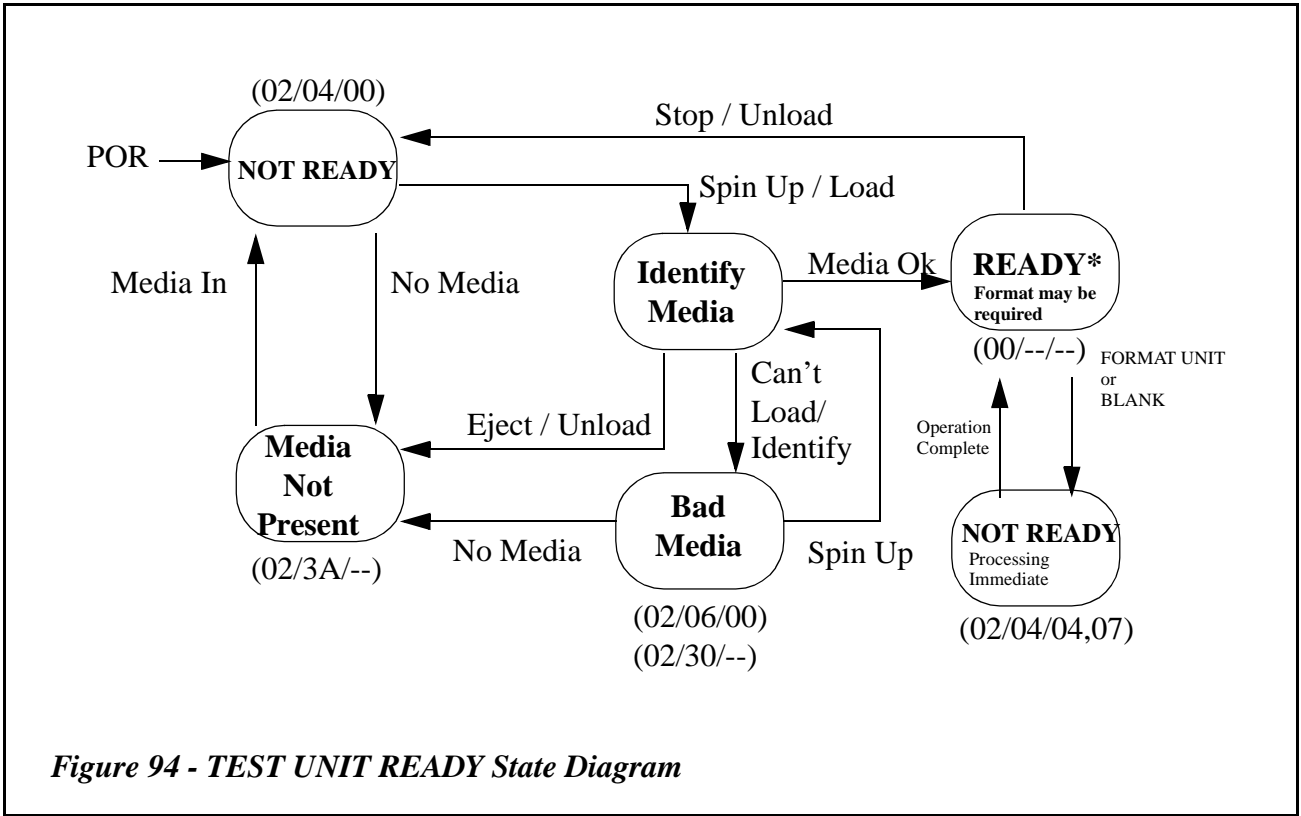 (02/04/00)
Stop / Unload
POR
NOT READY
Spin Up / Load
Media In
No Media
Identify
Media
Media Ok
READY*
Format may be
required
(00/--/--)
FORMAT UNIT
or
BLANK
Can't
Load/
Identify
Eject / Unload
Operation
Complete
Media
Not
Present
(02/3A/--)
No Media
Bad
Media
Spin Up
NOT READY
Processing
Immediate
(02/04/04,07)
(02/06/00)
(02/30/--)
Figure 94 - TEST UNIT READY State Diagram